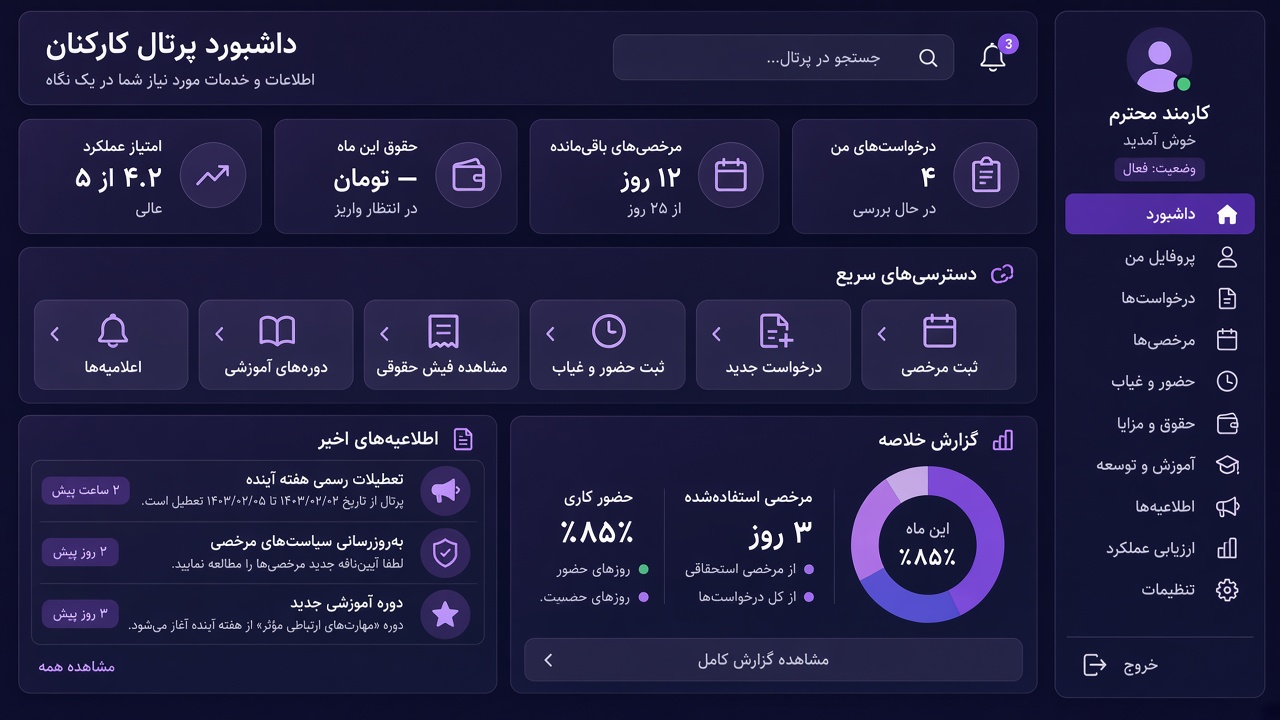 داشبورد پرتال کارکنان
اطلاعات و خدمات مورد نیاز شما در یک نگاه
جستجو در پرتال...
3
کارمند محترم
خوش آمدید
وضعیت: فعال
داشبورد
پروفایل من
درخواست‌ها
مرخصی‌ها
حضور و غیاب
حقوق و مزایا
آموزش و توسعه
اطلاعیه‌ها
ارزیابی عملکرد
تنظیمات
خروج
درخواست‌های من
۴
در حال بررسی
مرخصی‌های باقی‌مانده
۱۲ روز
از ۲۵ روز
حقوق این ماه
— تومان
در انتظار واریز
امتیاز عملکرد
۴.۲ از ۵
عالی
دسترسی‌های سریع
ثبت مرخصی
درخواست جدید
ثبت حضور و غیاب
مشاهده فیش حقوقی
دوره‌های آموزشی
اعلامیه‌ها
گزارش خلاصه
این ماه
٪۸۵٪
مرخصی استفاده‌شده
۳ روز
از مرخصی استحقاقی
از کل درخواست‌ها
حضور کاری
٪۸۵٪
روزهای حضور
روزهای
مشاهده گزارش کامل
اطلاعیه‌های اخیر
تعطیلات رسمی هفته آینده
پرتال از تاریخ ۱۴۰۳/۰۲/۰۲ تا ۱۴۰۳/۰۲/۰۵ تعطیل است.
۲ ساعت پیش
به‌روزرسانی سیاست‌های مرخصی
لطفا آیین‌نافه جدید مرخصی‌ها را مطالعه نمایید.
۲ روز پیش
دوره آموزشی جدید
دوره «مهارت‌های ارتباطی مؤثر» از هفته آینده آغاز می‌شود.
۳ روز پیش
مشاهده همه